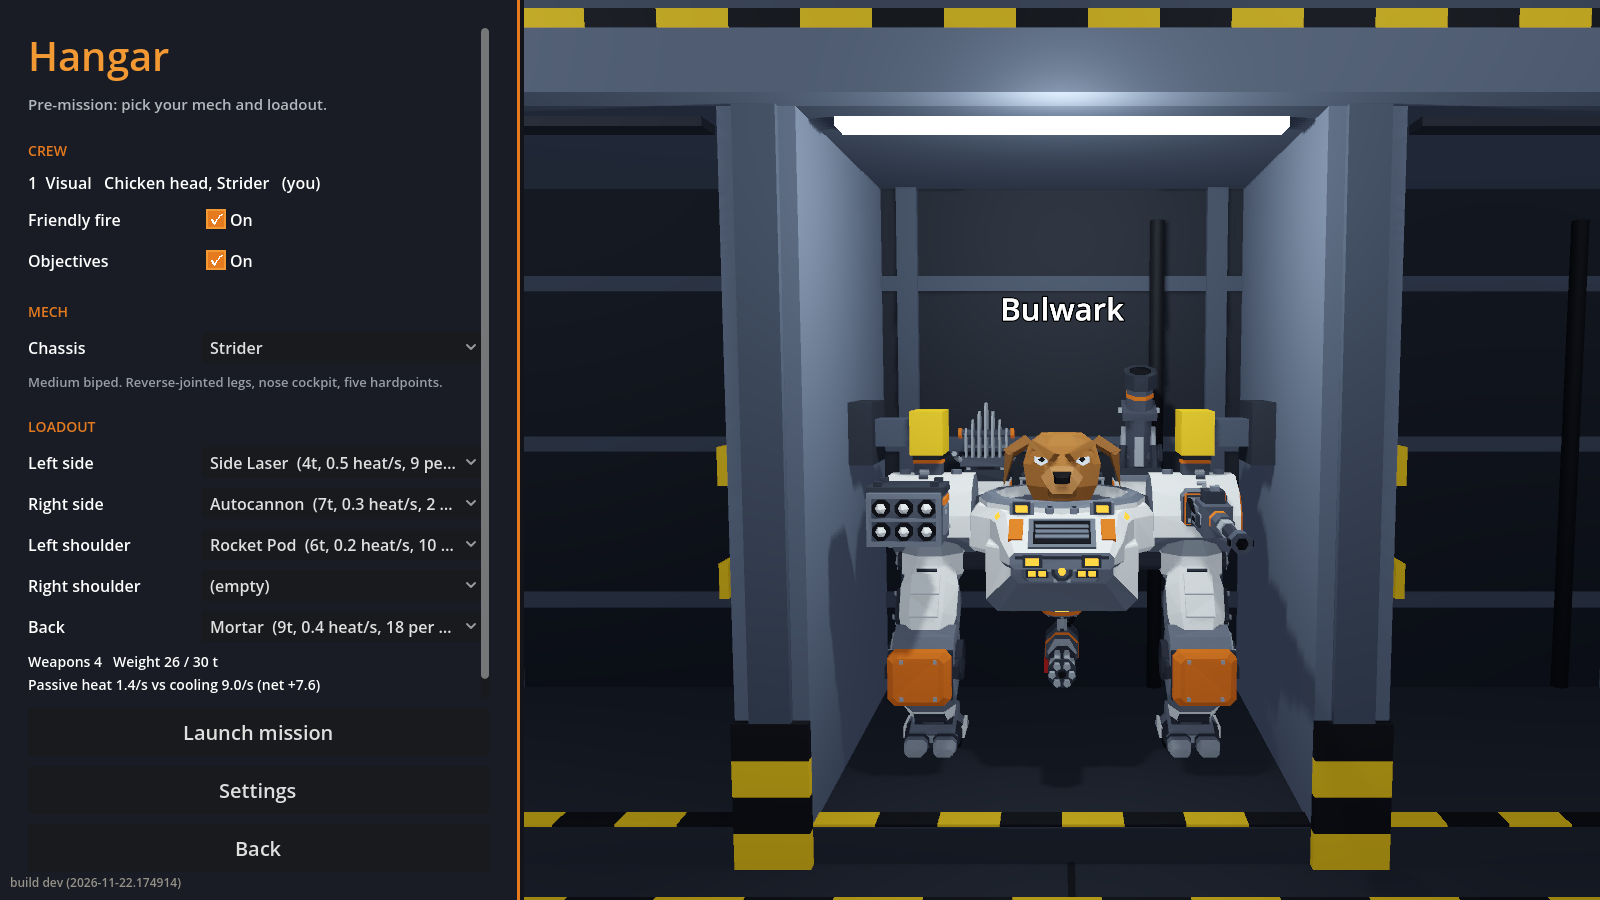 Hangar
Pre-mission: pick your mech and loadout.
CREW
1 Visual Chicken head, Strider (you)
Friendly fire On
Objectives On
MECH
Chassis Strider
Medium biped. Reverse-jointed legs, nose cockpit, five hardpoints.
LOADOUT
Left side Side Laser (4t, 0.5 heat/s, 9 pe...
Right side Autocannon (7t, 0.3 heat/s, 2 ...
Left shoulder Rocket Pod (6t, 0.2 heat/s, 10 ...
Right shoulder (empty)
Back Mortar (9t, 0.4 heat/s, 18 per ...
Weapons 4 Weight 26 / 30 t
Passive heat 1.4/s vs cooling 9.0/s (net +7.6)
Launch mission
Settings
Back
build dev (2026-11-22.174914)
Bulwark